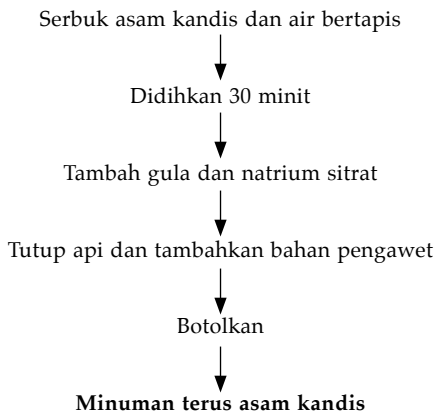 Serbuk asam kandis dan air bertapis
Didihkan 30 minit
Tambah gula dan natrium sitrat
Tutup api dan tambahkan bahan pengawet
Botolkan
Minuman terus asam kandis